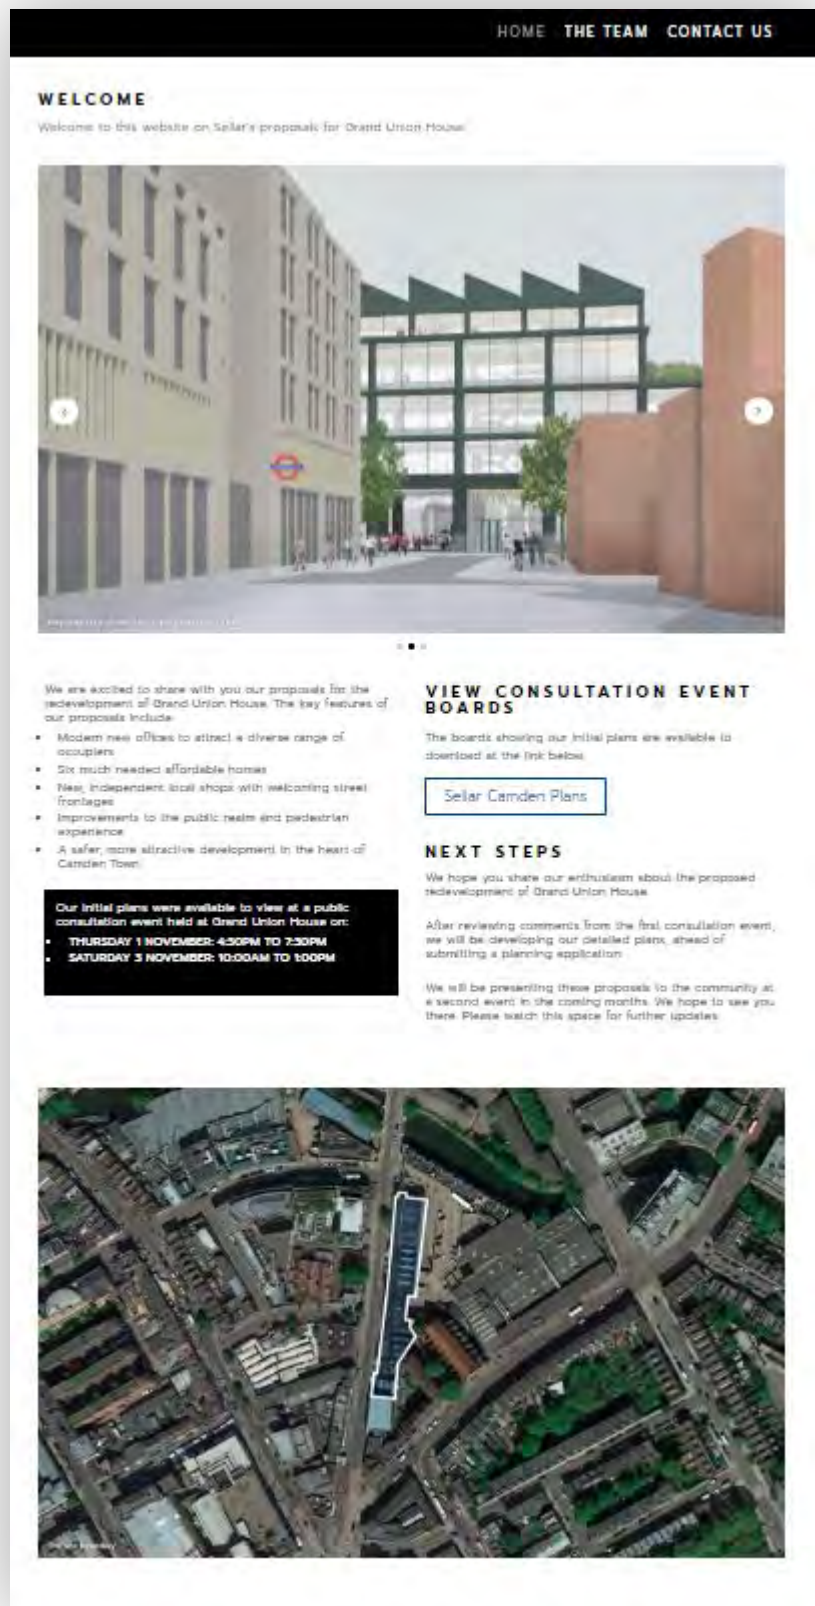 HOME THE TEAM CONTACT US
WELCOME
Welcome to this website on Sellar's proposals for Grand Union House.
We are excited to share with you our proposals for the
redevelopment of Grand Union House. The key features of
our proposals include:
• Modern new offices to attract a diverse range of
occupiers
• Six much needed affordable homes
• New, independent local shops with welcoming street
frontages
• Improvements to the public realm and pedestrian
experience
• A safer, more attractive development in the heart of
Camden Town.
Our initial plans were available to view at a public
consultation event held at Grand Union House on:
• THURSDAY 1 NOVEMBER: 4:30PM TO 7:30PM
• SATURDAY 3 NOVEMBER: 10:00AM TO 1:00PM
VIEW CONSULTATION EVENT
BOARDS
The boards showing our initial plans are available to
download at the link below.
Sellar Camden Plans
NEXT STEPS
We hope you share our enthusiasm about the proposed
redevelopment of Grand Union House.
After reviewing comments from the first consultation event,
we will be developing our detailed plans, ahead of
submitting a planning application.
We will be presenting these proposals to the community at
a second event in the coming months. We hope to see you
there. Please watch this space for further updates.